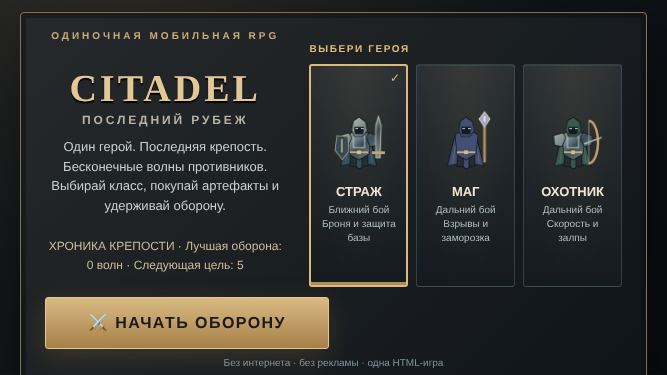 ОДИНОЧНАЯ МОБИЛЬНАЯ RPG
CITADEL
ПОСЛЕДНИЙ РУБЕЖ
Один герой. Последняя крепость.
Бесконечные волны противников.
Выбирай класс, покупай артефакты и
удерживай оборону.
ХРОНИКА КРЕПОСТИ · Лучшая оборона:
0 волн · Следующая цель: 5
ВЫБЕРИ ГЕРОЯ
✓
СТРАЖ
Ближний бой
Броня и защита
базы
МАГ
Дальний бой
Взрывы и
заморозка
ОХОТНИК
Дальний бой
Скорость и
залпы
⚔️ НАЧАТЬ ОБОРОНУ
Без интернета · без рекламы · одна HTML-игра